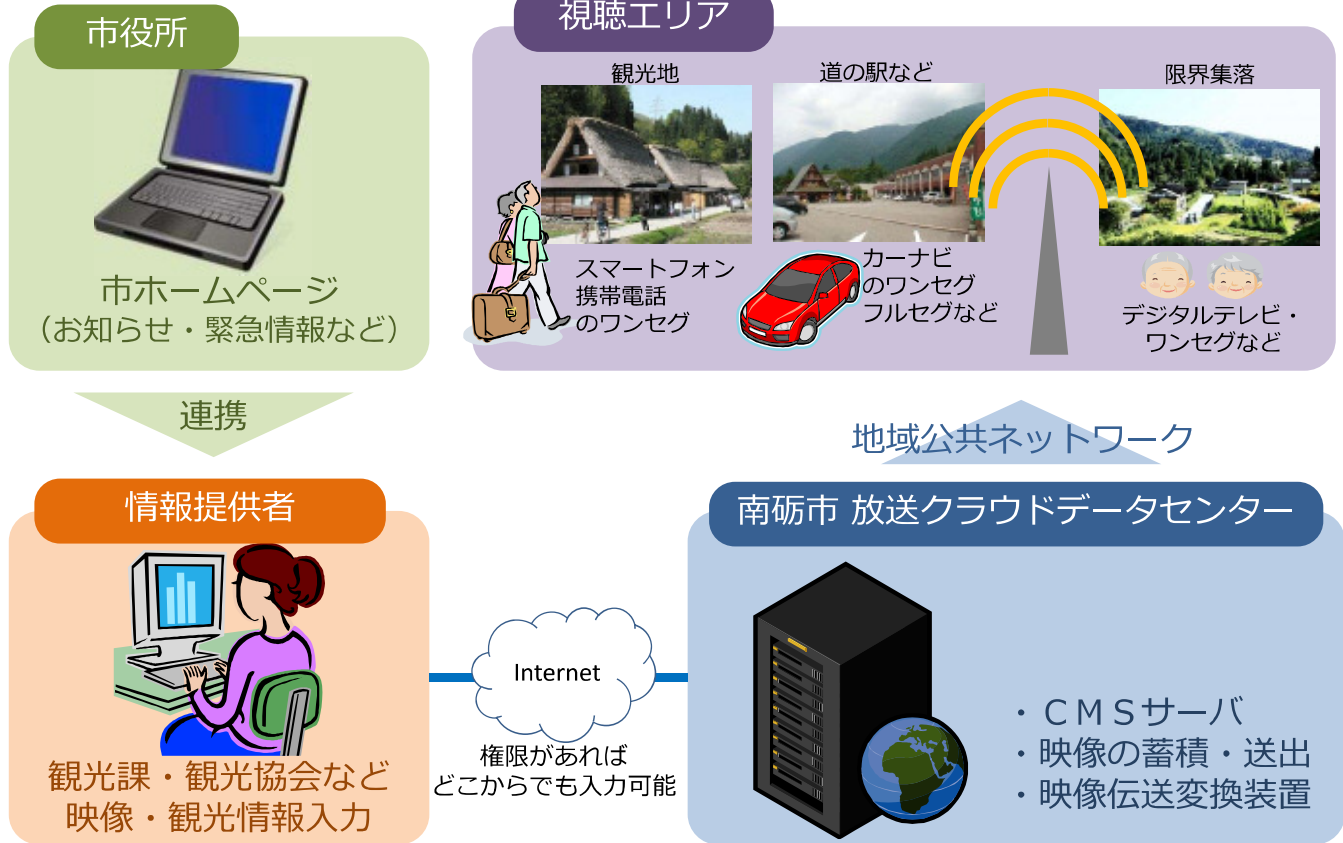 市役所
市ホームページ
（お知らせ・緊急情報など）
連携
視聴エリア
観光地
道の駅など
限界集落
スマートフォン
携帯電話
のワンセグ
カーナビ
のワンセグ
フルセグなど
デジタルテレビ・
ワンセグなど
地域公共ネットワーク
情報提供者
観光課・観光協会など
映像・観光情報入力
Internet
権限があれば
どこからでも入力可能
南砺市 放送クラウドデータセンター
・ＣＭＳサーバ
・映像の蓄積・送出
・映像伝送変換装置